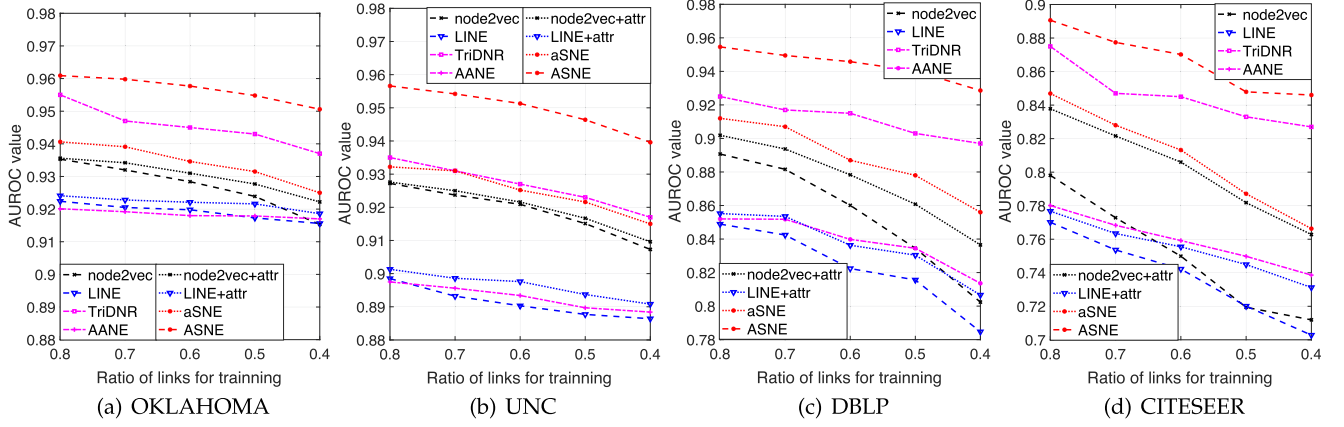 0.98
0.97
0.96
0.95
0.94
0.93
0.92
0.91
0.9
0.89
0.88
AUROC value
node2vec
LINE
TriDNR
AANE
node2vec+attr
LINE+attr
aSNE
ASNE
0.8 0.7 0.6 0.5 0.4
Ratio of links for trainning
(a) OKLAHOMA
0.98
0.97
0.96
0.95
0.94
0.93
0.92
0.91
0.9
0.89
0.88
AUROC value
node2vec
LINE
TriDNR
AANE
node2vec+attr
LINE+attr
aSNE
ASNE
0.8 0.7 0.6 0.5 0.4
Ratio of links for trainning
(b) UNC
0.98
0.96
0.94
0.92
0.9
0.88
0.86
0.84
0.82
0.8
0.78
AUROC value
node2vec
LINE
TriDNR
AANE
node2vec+attr
LINE+attr
aSNE
ASNE
0.8 0.7 0.6 0.5 0.4
Ratio of links for trainning
(c) DBLP
0.9
0.88
0.86
0.84
0.82
0.8
0.78
0.76
0.74
0.72
0.7
AUROC value
node2vec
LINE
TriDNR
AANE
node2vec+attr
LINE+attr
aSNE
ASNE
0.8 0.7 0.6 0.5 0.4
Ratio of links for trainning
(d) CITESEER